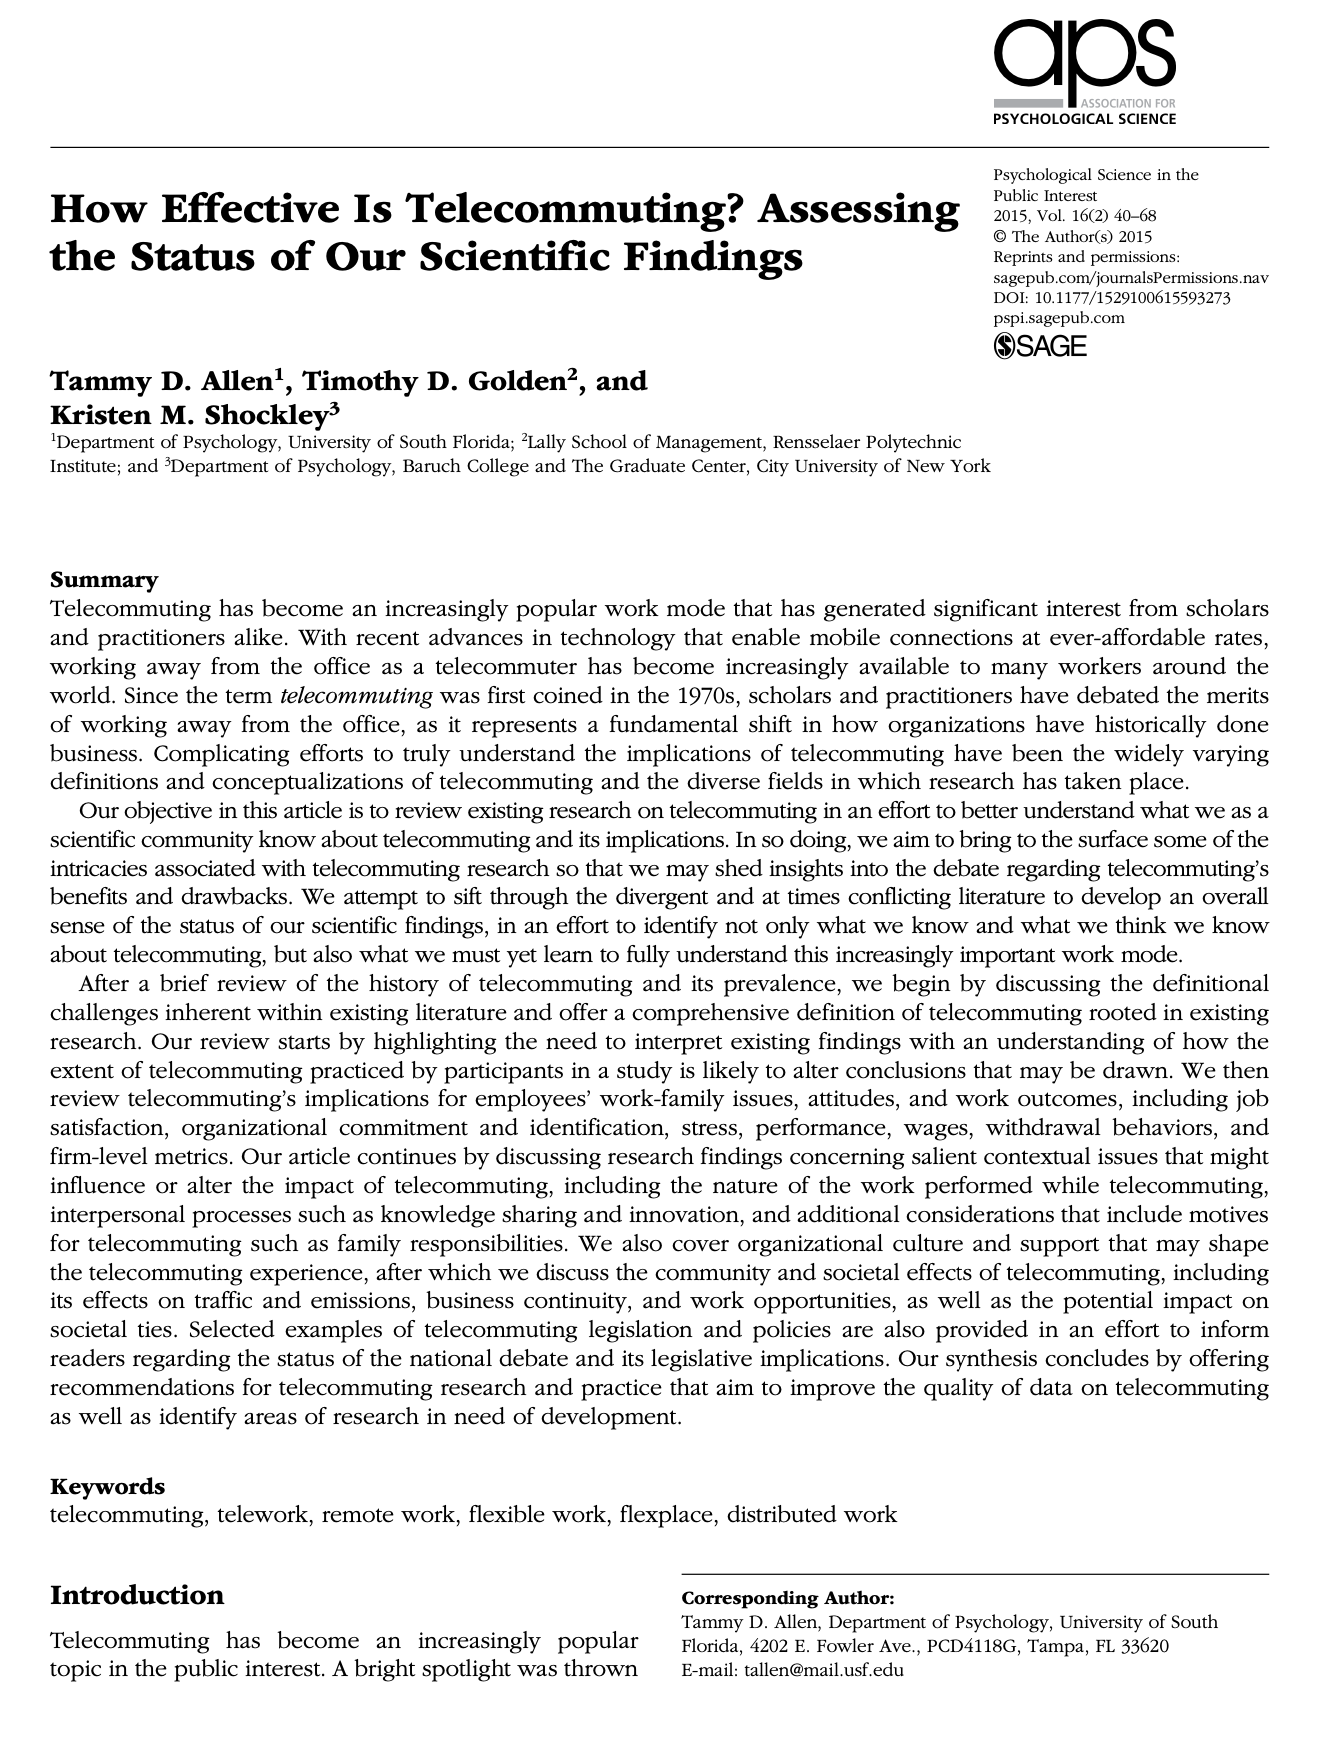 aps
ASSOCIATION FOR
PSYCHOLOGICAL SCIENCE
Psychological Science in the
Public Interest
2015, Vol. 16(2) 40–68
© The Author(s) 2015
Reprints and permissions:
sagepub.com/journalsPermissions.nav
DOI: 10.1177/1529100615593273
pspi.sagepub.com
SAGE
How Effective Is Telecommuting? Assessing
the Status of Our Scientific Findings
Tammy D. Allen1, Timothy D. Golden2, and
Kristen M. Shockley3
1Department of Psychology, University of South Florida; 2Lally School of Management, Rensselaer Polytechnic
Institute; and 3Department of Psychology, Baruch College and The Graduate Center, City University of New York
Summary
Telecommuting has become an increasingly popular work mode that has generated significant interest from scholars
and practitioners alike. With recent advances in technology that enable mobile connections at ever-affordable rates,
working away from the office as a telecommuter has become increasingly available to many workers around the
world. Since the term telecommuting was first coined in the 1970s, scholars and practitioners have debated the merits
of working away from the office, as it represents a fundamental shift in how organizations have historically done
business. Complicating efforts to truly understand the implications of telecommuting have been the widely varying
definitions and conceptualizations of telecommuting and the diverse fields in which research has taken place.
Our objective in this article is to review existing research on telecommuting in an effort to better understand what we as a
scientific community know about telecommuting and its implications. In so doing, we aim to bring to the surface some of the
intricacies associated with telecommuting research so that we may shed insights into the debate regarding telecommuting's
benefits and drawbacks. We attempt to sift through the divergent and at times conflicting literature to develop an overall
sense of the status of our scientific findings, in an effort to identify not only what we know and what we think we know
about telecommuting, but also what we must yet learn to fully understand this increasingly important work mode.
After a brief review of the history of telecommuting and its prevalence, we begin by discussing the definitional
challenges inherent within existing literature and offer a comprehensive definition of telecommuting rooted in existing
research. Our review starts by highlighting the need to interpret existing findings with an understanding of how the
extent of telecommuting practiced by participants in a study is likely to alter conclusions that may be drawn. We then
review telecommuting's implications for employees' work-family issues, attitudes, and work outcomes, including job
satisfaction, organizational commitment and identification, stress, performance, wages, withdrawal behaviors, and
firm-level metrics. Our article continues by discussing research findings concerning salient contextual issues that might
influence or alter the impact of telecommuting, including the nature of the work performed while telecommuting,
interpersonal processes such as knowledge sharing and innovation, and additional considerations that include motives
for telecommuting such as family responsibilities. We also cover organizational culture and support that may shape
the telecommuting experience, after which we discuss the community and societal effects of telecommuting, including
its effects on traffic and emissions, business continuity, and work opportunities, as well as the potential impact on
societal ties. Selected examples of telecommuting legislation and policies are also provided in an effort to inform
readers regarding the status of the national debate and its legislative implications. Our synthesis concludes by offering
recommendations for telecommuting research and practice that aim to improve the quality of data on telecommuting
as well as identify areas of research in need of development.
Keywords
telecommuting, telework, remote work, flexible work, flexplace, distributed work
Introduction
Telecommuting has become an increasingly popular
topic in the public interest. A bright spotlight was thrown
Corresponding Author:
Tammy D. Allen, Department of Psychology, University of South
Florida, 4202 E. Fowler Ave., PCD4118G, Tampa, FL 33620
E-mail: tallen@mail.usf.edu